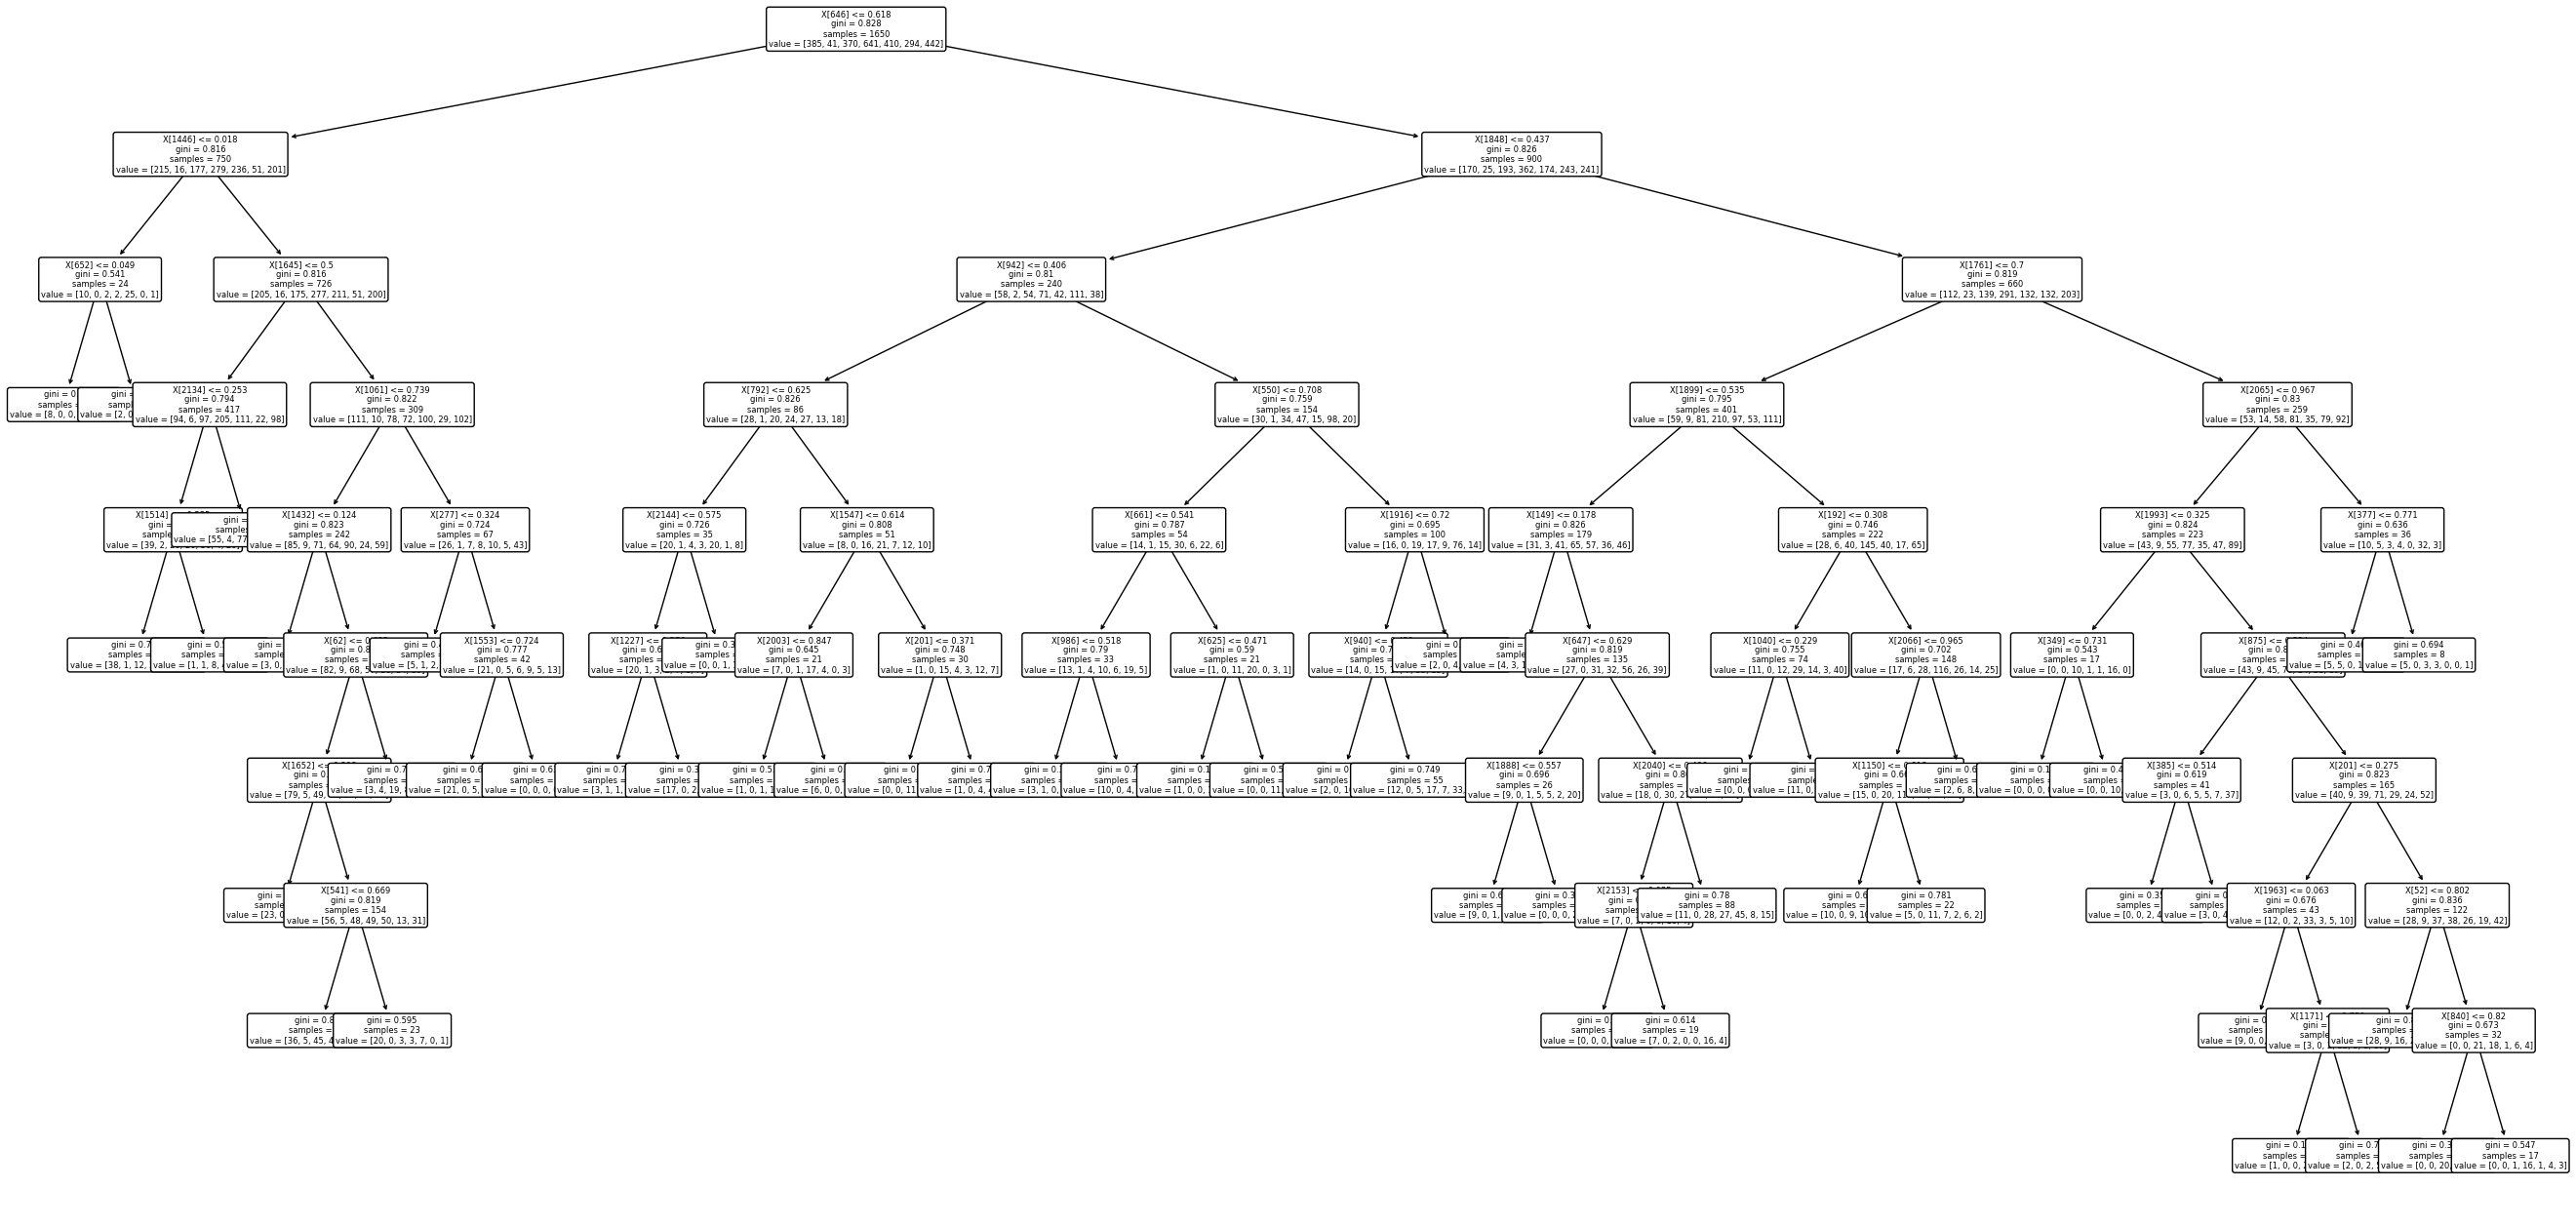 X[646] <= 0.618
gini = 0.828
samples = 1650
value = [385, 41, 370, 641, 410, 294, 442]
X[1446] <= 0.018
gini = 0.816
samples = 750
value = [215, 16, 177, 279, 236, 51, 201]
X[1848] <= 0.437
gini = 0.826
samples = 900
value = [170, 25, 193, 362, 174, 243, 241]
X[652] <= 0.049
gini = 0.541
samples = 24
value = [10, 0, 2, 2, 25, 0, 1]
X[1645] <= 0.5
gini = 0.816
samples = 726
value = [205, 16, 175, 277, 211, 51, 200]
X[942] <= 0.406
gini = 0.81
samples = 240
value = [58, 2, 54, 71, 42, 111, 38]
X[1761] <= 0.7
gini = 0.819
samples = 660
value = [112, 23, 139, 291, 132, 132, 203]
gini = 0.
samples =
value = [8, 0, 0,
gini =
value = [2, 0
X[2134] <= 0.253
gini = 0.794
samples = 417
value = [94, 6, 97, 205, 111, 22, 98]
X[1061] <= 0.739
gini = 0.822
samples = 309
value = [111, 10, 78, 72, 100, 29, 102]
X[792] <= 0.625
gini = 0.826
samples = 86
value = [28, 1, 20, 24, 27, 13, 18]
X[550] <= 0.708
gini = 0.759
samples = 154
value = [30, 1, 34, 47, 15, 98, 20]
X[1899] <= 0.535
gini = 0.795
samples = 401
value = [59, 9, 81, 210, 97, 53, 111]
X[2065] <= 0.967
gini = 0.83
samples = 259
value = [53, 14, 58, 81, 35, 79, 92]
X[1514]
gini =
value = [39, 2,
gini =
samples
value = [55, 4, 77
X[1432] <= 0.124
gini = 0.823
samples = 242
value = [85, 9, 71, 64, 90, 24, 59]
X[277] <= 0.324
gini = 0.724
samples = 67
value = [26, 1, 7, 8, 10, 5, 43]
X[2144] <= 0.575
gini = 0.726
samples = 35
value = [20, 1, 4, 3, 20, 1, 8]
X[1547] <= 0.614
gini = 0.808
samples = 51
value = [8, 0, 16, 21, 7, 12, 10]
X[661] <= 0.541
gini = 0.787
samples = 54
value = [14, 1, 15, 30, 6, 22, 6]
X[1916] <= 0.72
gini = 0.695
samples = 100
value = [16, 0, 19, 17, 9, 76, 14]
X[149] <= 0.178
gini = 0.826
samples = 179
value = [31, 3, 41, 65, 57, 36, 46]
X[192] <= 0.308
gini = 0.746
samples = 222
value = [28, 6, 40, 145, 40, 17, 65]
X[1993] <= 0.325
gini = 0.824
samples = 223
value = [43, 9, 55, 77, 35, 47, 89]
X[377] <= 0.771
gini = 0.636
samples = 36
value = [10, 5, 3, 4, 0, 32, 3]
gini = 0.7
samples =
value = [38, 1, 12,
gini = 0.
samples =
value = [1, 1, 8,
gini =
samples
value = [3, 0,
X[62] <=
gini = 0.8
samples =
value = [82, 9, 68, 5
gini = 0.
samples =
value = [5, 1, 2,
X[1553] <= 0.724
gini = 0.777
samples = 42
value = [21, 0, 5, 6, 9, 5, 13]
X[1227] <=
gini = 0.6
samples =
value = [20, 1, 3,
gini = 0.3
samples =
value = [0, 0, 1,
X[2003] <= 0.847
gini = 0.645
samples = 21
value = [7, 0, 1, 17, 4, 0, 3]
X[201] <= 0.371
gini = 0.748
samples = 30
value = [1, 0, 15, 4, 3, 12, 7]
X[986] <= 0.518
gini = 0.79
samples = 33
value = [13, 1, 4, 10, 6, 19, 5]
X[625] <= 0.471
gini = 0.59
samples = 21
value = [1, 0, 11, 20, 0, 3, 1]
X[940] <=
gini = 0.7
samples =
value = [14, 0, 15,
gini = 0.
samples =
value = [2, 0, 4,
gini =
samples
value = [4, 3, 1
X[647] <= 0.629
gini = 0.819
samples = 135
value = [27, 0, 31, 32, 56, 26, 39]
X[1040] <= 0.229
gini = 0.755
samples = 74
value = [11, 0, 12, 29, 14, 3, 40]
X[2066] <= 0.965
gini = 0.702
samples = 148
value = [17, 6, 28, 116, 26, 14, 25]
X[349] <= 0.731
gini = 0.543
samples = 17
value = [0, 0, 10, 1, 1, 16, 0]
X[875] <=
gini = 0.8
samples =
value = [43, 9, 45, 7
gini = 0.4
samples =
value = [5, 5, 0, 1
gini = 0.694
samples = 8
value = [5, 0, 3, 3, 0, 0, 1]
X[1652] <=
gini = 0.
samples =
value = [79, 5, 49,
gini = 0.7
samples =
value = [3, 4, 19,
gini = 0.6
samples =
value = [21, 0, 5,
gini = 0.6
samples =
value = [0, 0, 0,
gini = 0.7
samples =
value = [3, 1, 1,
gini = 0.3
samples =
value = [17, 0, 2
gini = 0.5
samples =
value = [1, 0, 1, 1
gini = 0.
samples =
value = [6, 0, 0,
gini = 0.
samples =
value = [0, 0, 11
gini = 0.7
samples =
value = [1, 0, 4,
gini = 0.
samples =
value = [3, 1, 0,
gini = 0.7
samples =
value = [10, 0, 4,
gini = 0.1
samples =
value = [1, 0, 0,
gini = 0.5
samples =
value = [0, 0, 11
gini = 0.
samples =
value = [2, 0, 1
gini = 0.749
samples = 55
value = [12, 0, 5, 17, 7, 33,
X[1888] <= 0.557
gini = 0.696
samples = 26
value = [9, 0, 1, 5, 5, 2, 20]
X[2040] <=
gini = 0.8
samples =
value = [18, 0, 30, 2
gini =
samples
value = [0, 0, 0
gini =
samples =
value = [11, 0,
X[1150] <=
gini = 0.6
samples =
value = [15, 0, 20, 11
gini = 0.6
samples =
value = [2, 6, 8,
gini = 0.1
samples =
value = [0, 0, 0,
gini = 0.4
samples =
value = [0, 0, 10
X[385] <= 0.514
gini = 0.619
samples = 41
value = [3, 0, 6, 5, 5, 7, 37]
X[201] <= 0.275
gini = 0.823
samples = 165
value = [40, 9, 39, 71, 29, 24, 52]
gini =
samples
value = [23, 0
X[541] <= 0.669
gini = 0.819
samples = 154
value = [56, 5, 48, 49, 50, 13, 31]
gini = 0.6
samples =
value = [9, 0, 1,
gini = 0.3
samples =
value = [0, 0, 0,
X[2153] <=
samples
value = [7, 0,
gini = 0.78
samples = 88
value = [11, 0, 28, 27, 45, 8, 15]
gini = 0.6
samples =
value = [10, 0, 9, 1
gini = 0.781
samples = 22
value = [5, 0, 11, 7, 2, 6, 2]
gini = 0.3
samples =
value = [0, 0, 2, 4
gini = 0.
samples =
value = [3, 0, 4
X[1963] <= 0.063
gini = 0.676
samples = 43
value = [12, 0, 2, 33, 3, 5, 10]
X[52] <= 0.802
gini = 0.836
samples = 122
value = [28, 9, 37, 38, 26, 19, 42]
gini = 0.8
samples =
value = [36, 5, 45, 4
gini = 0.595
samples = 23
value = [20, 0, 3, 3, 7, 0, 1]
gini = 0.
samples =
value = [0, 0, 0,
gini = 0.614
samples = 19
value = [7, 0, 2, 0, 0, 16, 4]
gini = 0.
samples
value = [9, 0, 0,
X[1171]
gini =
value = [3, 0,
gini = 0.
samples =
value = [28, 9, 16,
X[840] <= 0.82
gini = 0.673
samples = 32
value = [0, 0, 21, 18, 1, 6, 4]
gini = 0.1
samples =
value = [1, 0, 0,
gini = 0.7
samples =
value = [2, 0, 2,
gini = 0.3
samples =
value = [0, 0, 20
gini = 0.547
samples = 17
value = [0, 0, 1, 16, 1, 4, 3]